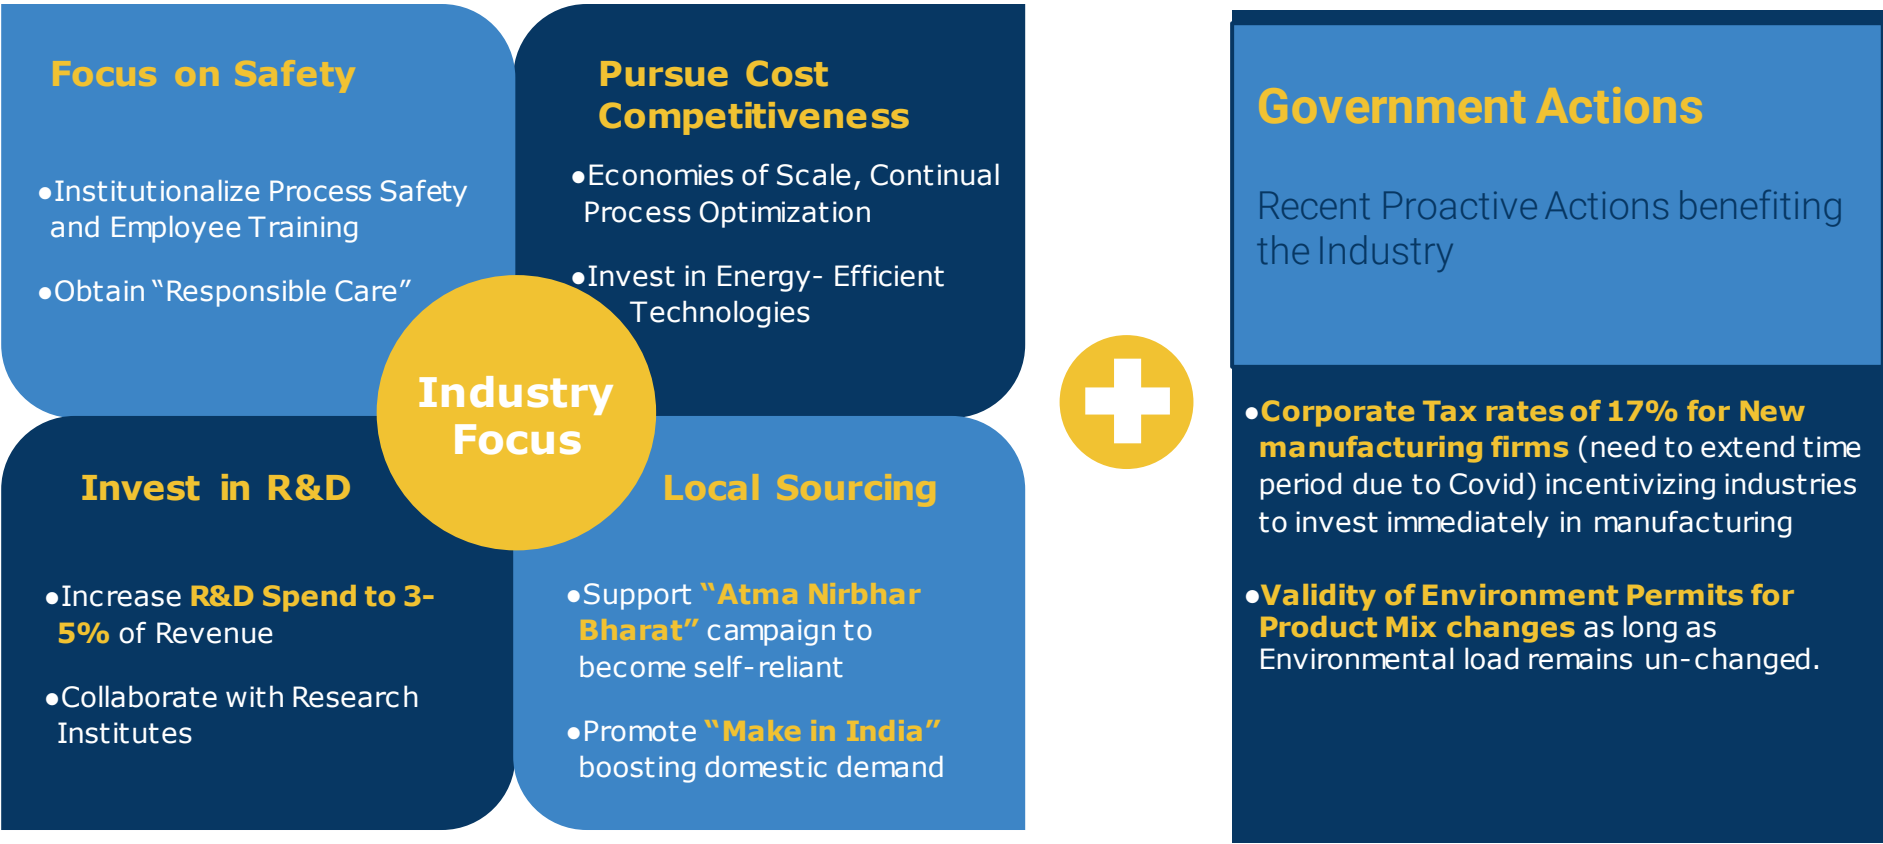 Focus on Safety
●Institutionalize Process Safety
and Employee Training
●Obtain “Responsible Care”
Pursue Cost
Competitiveness
●Economies of Scale, Continual
Process Optimization
●Invest in Energy- Efficient
Technologies
Industry
Focus
Invest in R&D
●Increase R&D Spend to 3-
5% of Revenue
●Collaborate with Research
Institutes
Local Sourcing
●Support “Atma Nirbhar
Bharat” campaign to
become self-reliant
●Promote “Make in India”
boosting domestic demand
Government Actions
Recent Proactive Actions benefiting
the Industry
●Corporate Tax rates of 17% for New
manufacturing firms (need to extend time
period due to Covid) incentivizing industries
to invest immediately in manufacturing
●Validity of Environment Permits for
Product Mix changes as long as
Environmental load remains un-changed.